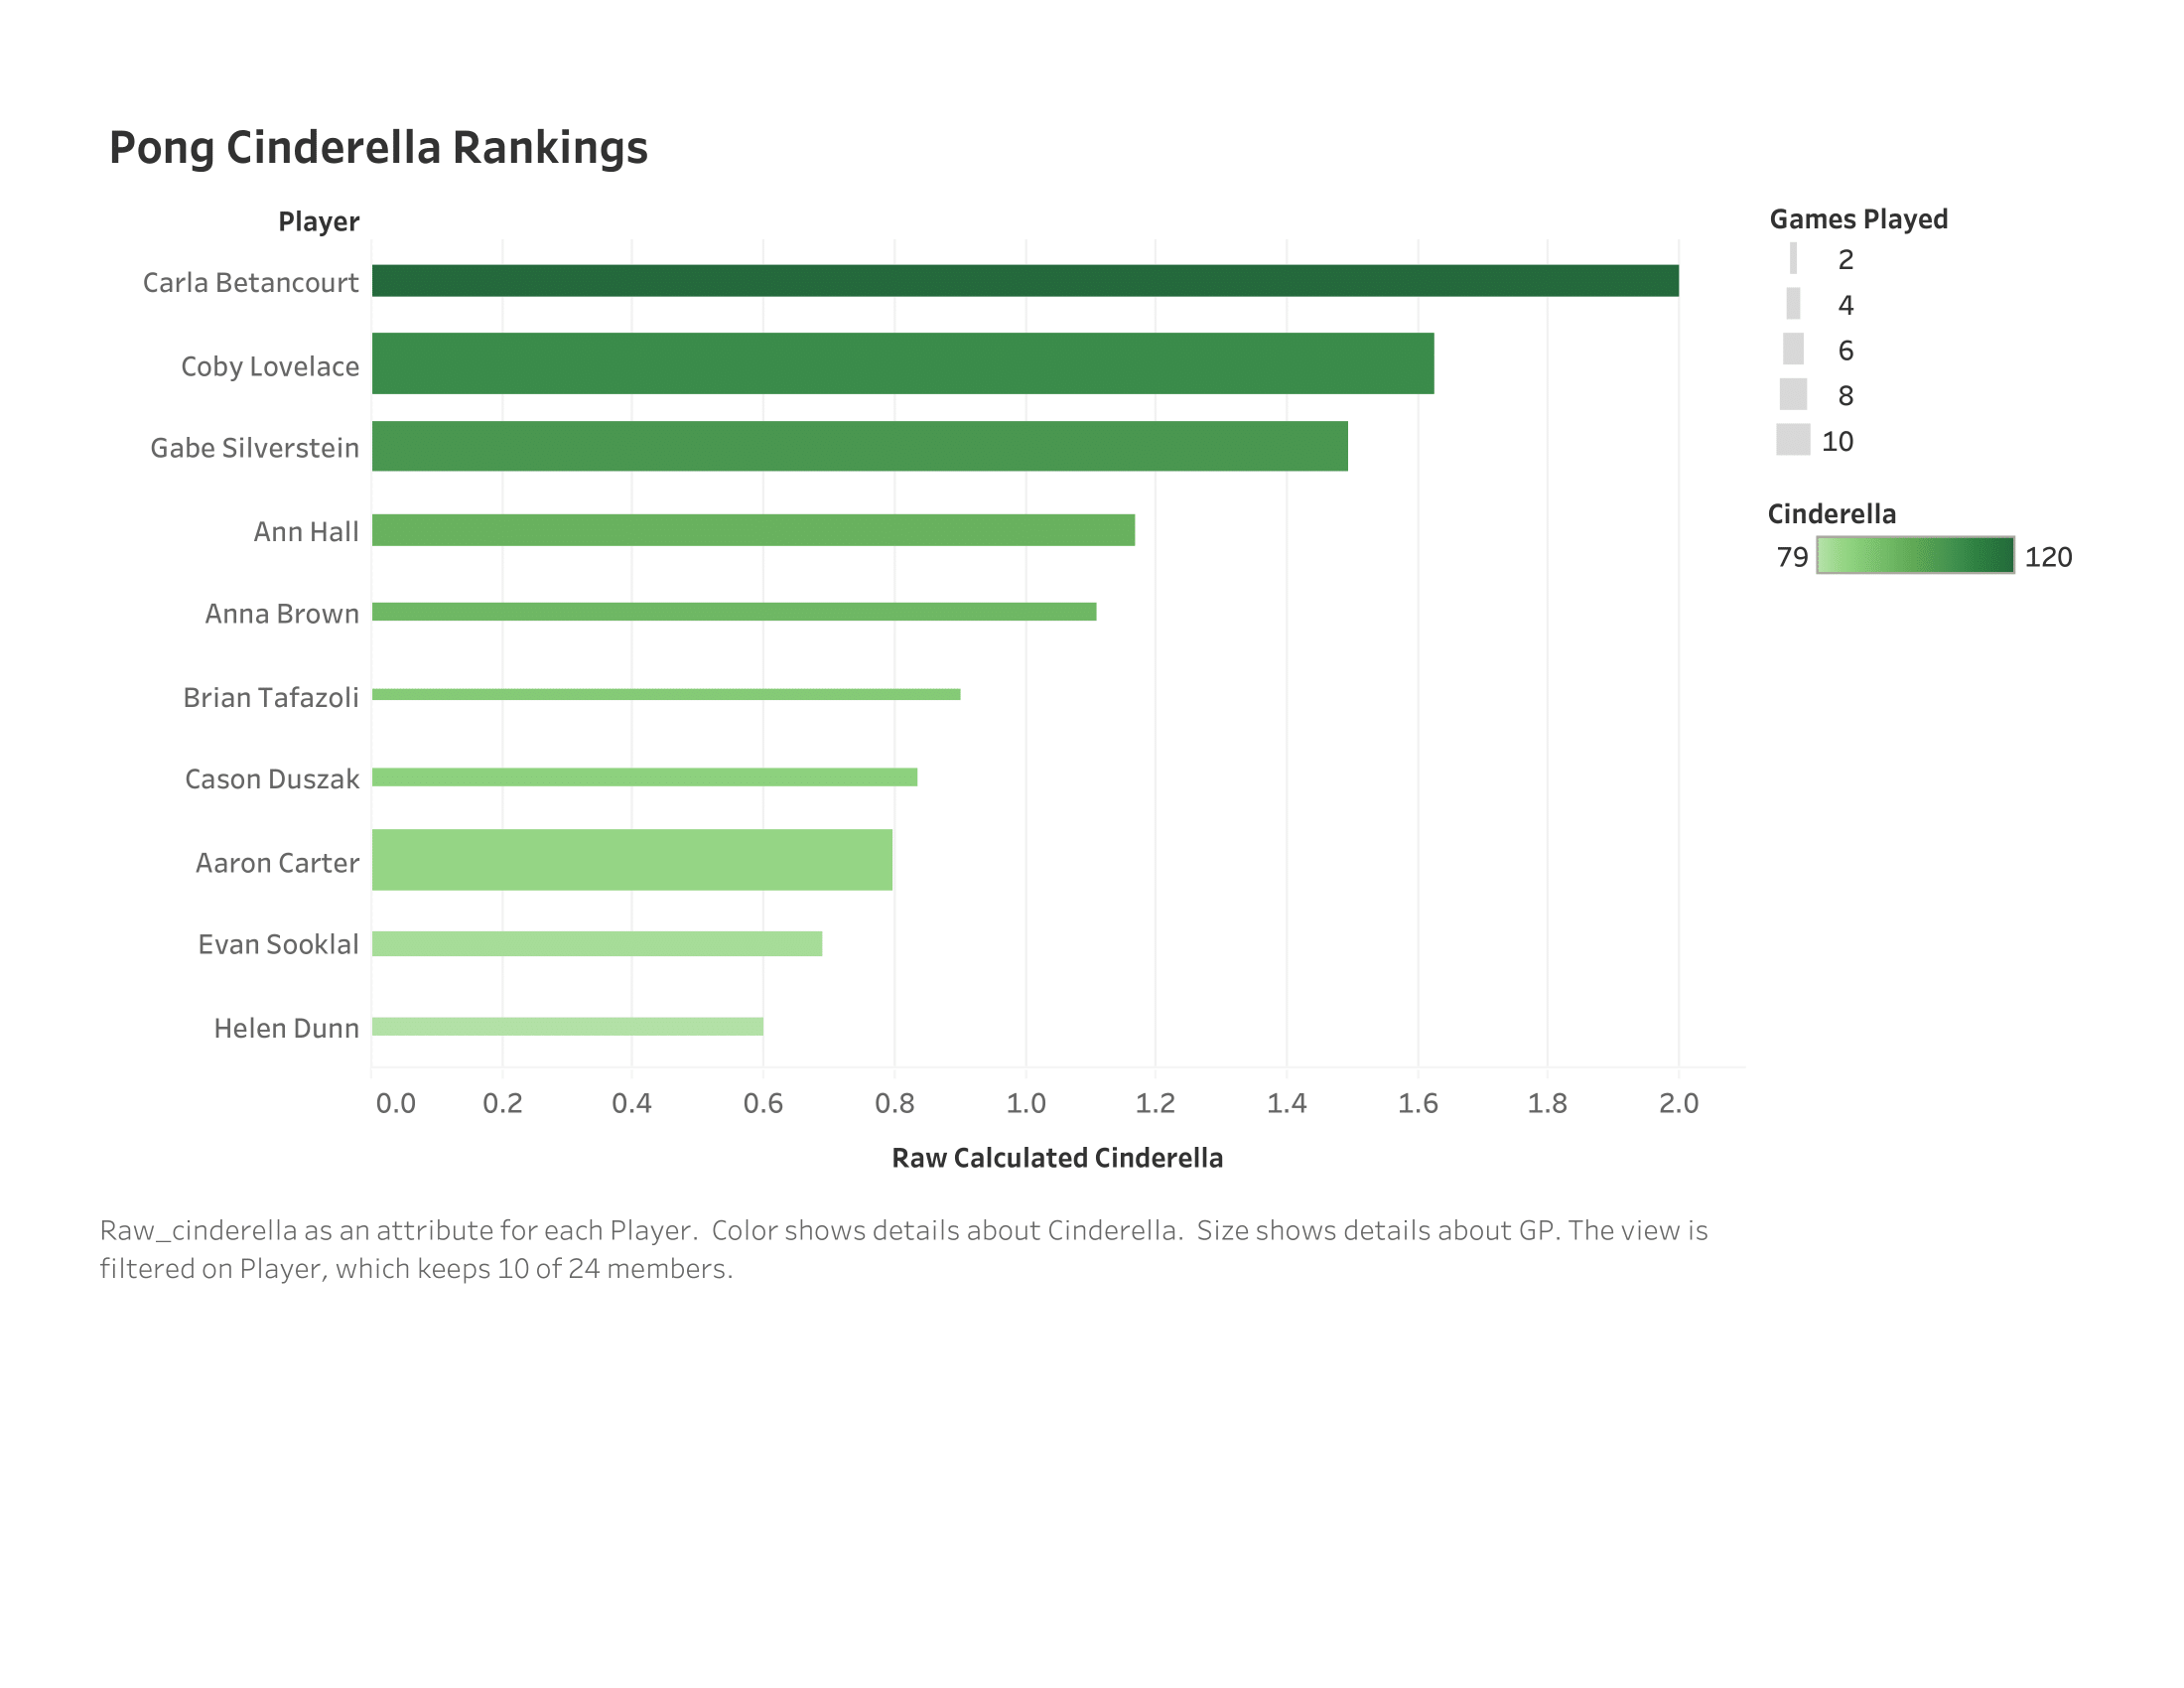 Pong Cinderella Rankings
Player
Carla Betancourt
Coby Lovelace
Gabe Silverstein
Ann Hall
Anna Brown
Brian Tafazoli
Cason Duszak
Aaron Carter
Evan Sooklal
Helen Dunn
0.0 0.2 0.4 0.6 0.8 1.0 1.2 1.4 1.6 1.8 2.0
Raw Calculated Cinderella
Games Played
2
4
6
8
10
Cinderella
79 120
Raw_cinderella as an attribute for each Player.  Color shows details about Cinderella.  Size shows details about GP. The view is
filtered on Player, which keeps 10 of 24 members.